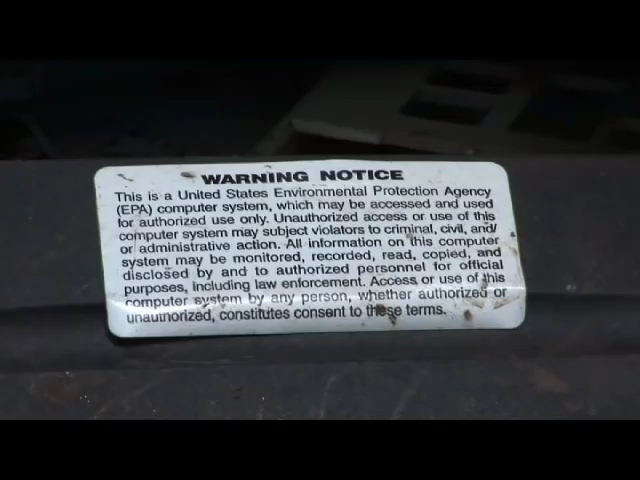 WARNING NOTICE
This is a United States Environmental Protection Agency
(EPA) computer system, which may be accessed and used
for authorized use only. Unauthorized access or use of this
computer system may subject violators to criminal, civil, and/
or administrative action. All information on this computer
system may be monitored, recorded, read, copied, and
disclosed by and to authorized personnel for official
purposes, including law enforcement. Access or use of this
computer system by any person, whether authorized or
unauthorized, constitutes consent to these terms.